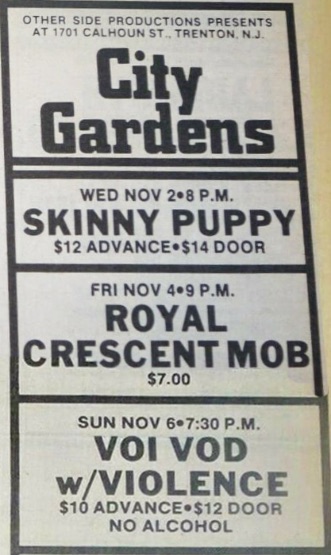 OTHER SIDE PRODUCTIONS PRESENTS
AT 1701 CALHOUN ST., TRENTON, N.J.
City
Gardens
WED NOV 2•8 P.M.
SKINNY PUPPY
$12 ADVANCE•$14 DOOR
FRI NOV 4•9 P.M.
ROYAL
CRESCENT MOB
$7.00
SUN NOV 6•7:30 P.M.
VOI VOD
w/VIOLENCE
$10 ADVANCE•$12 DOOR
NO ALCOHOL